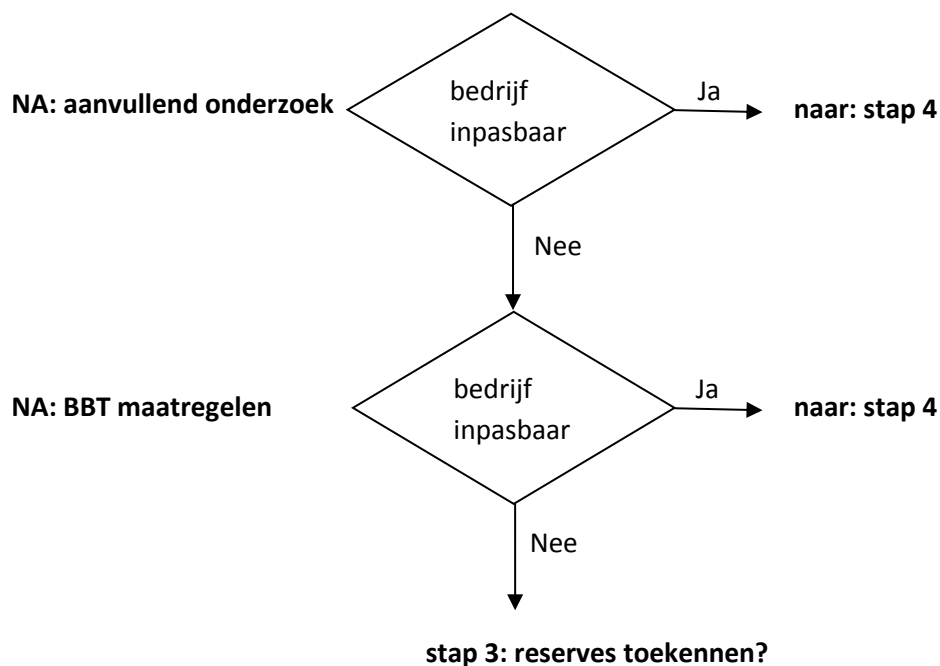 NA: aanvullend onderzoek
bedrijf
inpasbaar
Ja
naar: stap 4
Nee
NA: BBT maatregelen
bedrijf
inpasbaar
Ja
naar: stap 4
Nee
stap 3: reserves toekennen?